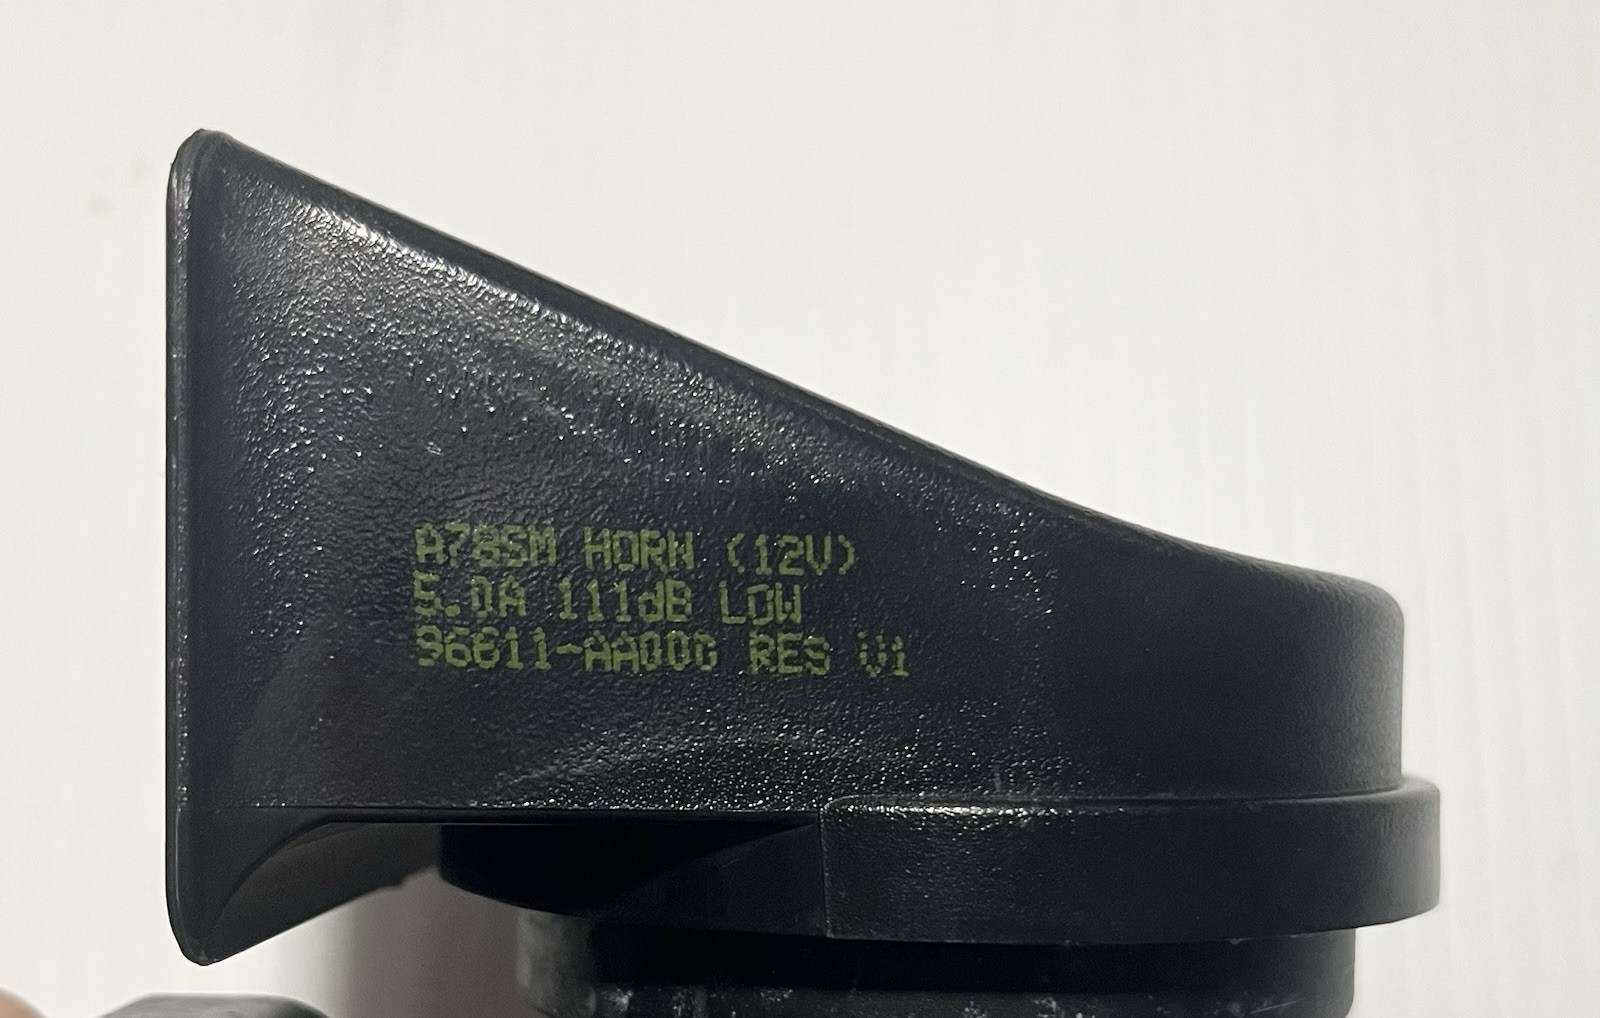 A78SM HORN (12V)
5.0A 111dB LOW
96611-AA000 RES V1